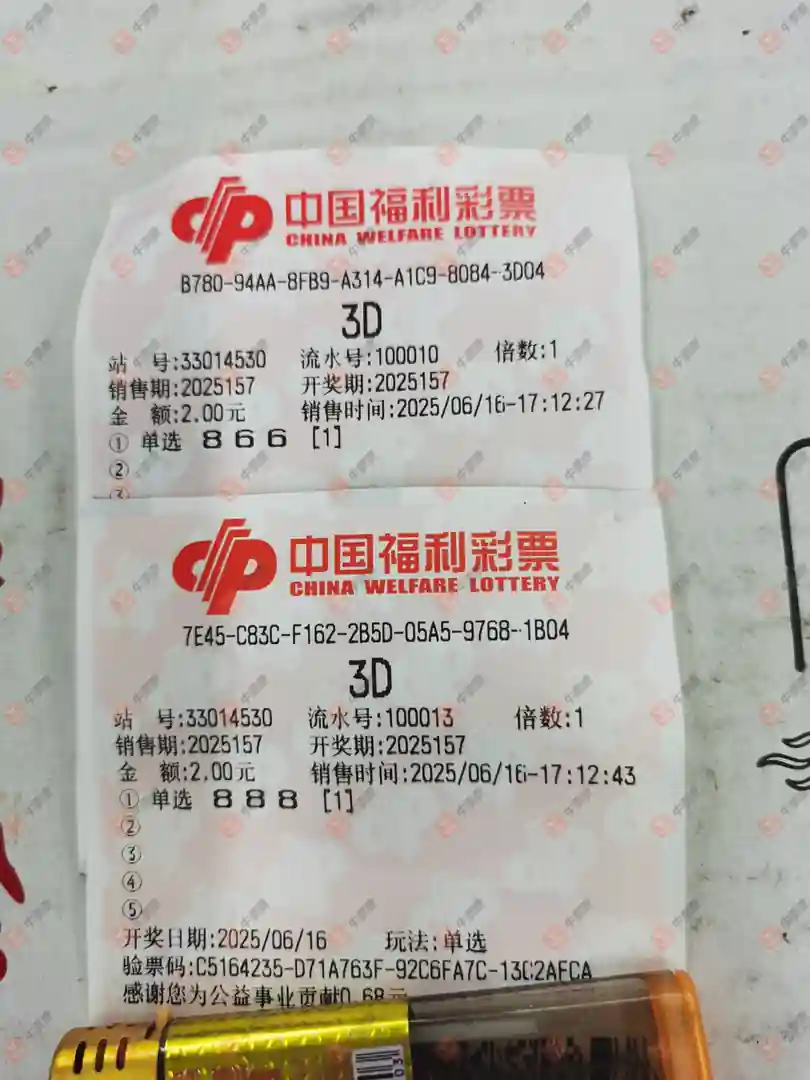 中国福利彩票
CHINA WELFARE LOTTERY
B780-94AA-8FB9-A314-A1C9-8084-3D04
3D
站 号:33014530 流水号:100010 倍数:1
销售期:2025157 开奖期:2025157
金 额:2.00元 销售时间:2025/06/16-17:12:27
① 单选 866 [1]
②
中国福利彩票
CHINA WELFARE LOTTERY
7E45-C83C-F162-2B5D-05A5-9768-1B04
3D
站 号:33014530 流水号:100013 倍数:1
销售期:2025157 开奖期:2025157
金 额:2.00元 销售时间:2025/06/16-17:12:43
① 单选 888 [1]
②
③
④
⑤
开奖日期:2025/06/16 玩法:单选
验票码:C5164235-D71A763F-92C6FA7C-13C2AFCA
感谢您为公益事业贡献0.68元